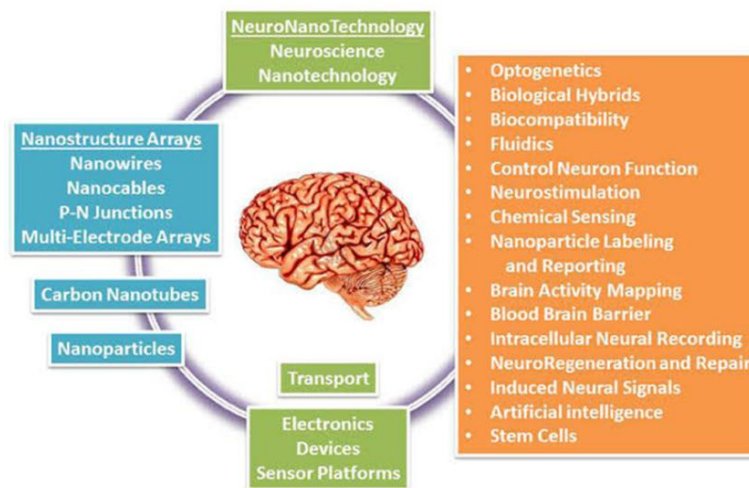 NeuroNanoTechnology
Neuroscience
Nanotechnology
Nanostructure Arrays
Nanowires
Nanocables
P-N Junctions
Multi-Electrode Arrays
Carbon Nanotubes
Nanoparticles
Transport
Electronics
Devices
Sensor Platforms
• Optogenetics
• Biological Hybrids
• Biocompatibility
• Fluidics
• Control Neuron Function
• Neurostimulation
• Chemical Sensing
• Nanoparticle Labeling
and Reporting
• Brain Activity Mapping
• Blood Brain Barrier
• Intracellular Neural Recording
• NeuroRegeneration and Repair
• Induced Neural Signals
• Artificial intelligence
• Stem Cells